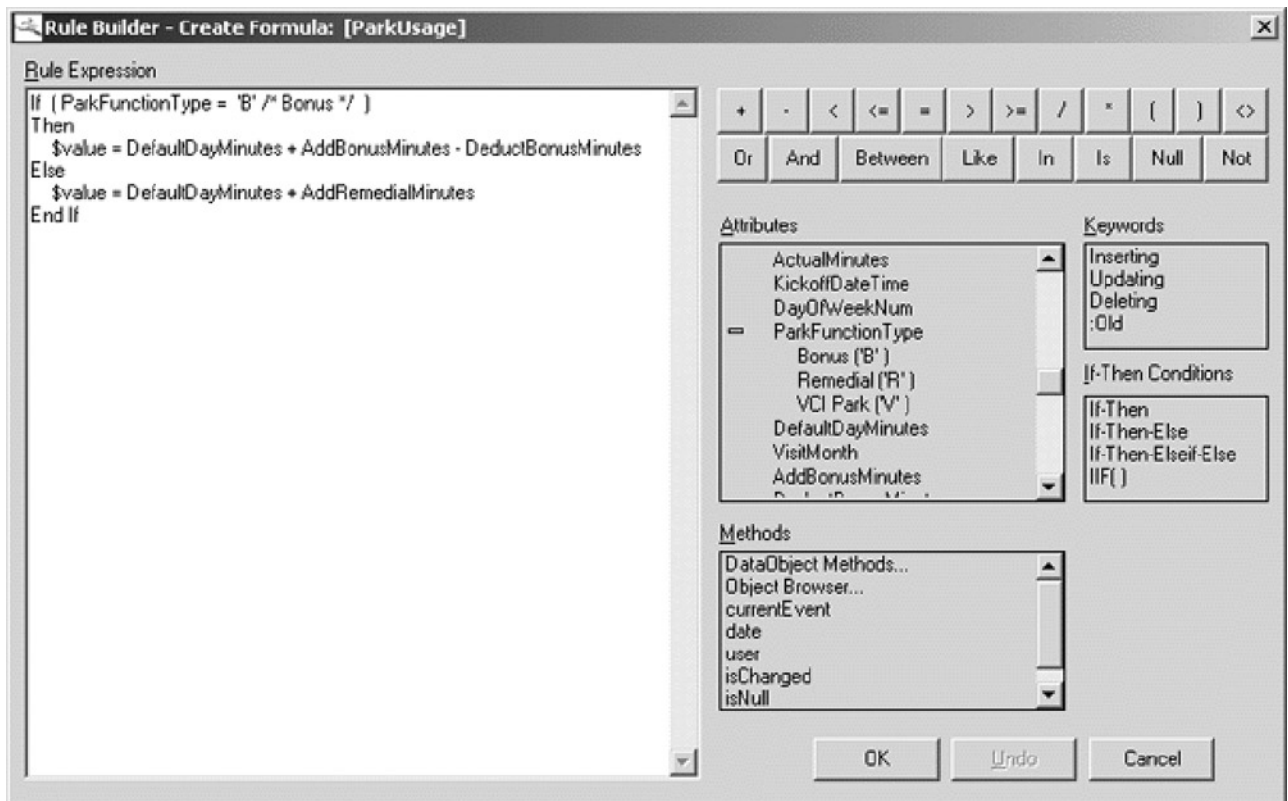 Rule Builder - Create Formula: [ParkUsage]
Rule Expression
If ( ParkFunctionType = 'B' /* Bonus */ )
Then
$value = DefaultDayMinutes + AddBonusMinutes - DeductBonusMinutes
Else
$value = DefaultDayMinutes + AddRemedialMinutes
End If
+ - < <= = > >= / * ( ) <>
Or And Between Like In Is Null Not
Attributes
ActualMinutes
KickoffDateTime
DayOfWeekNum
ParkFunctionType
Bonus ('B' )
Remedial ('R' )
VCI Park ('V' )
DefaultDayMinutes
VisitMonth
AddBonusMinutes
Keywords
Inserting
Updating
Deleting
:Old
If-Then Conditions
If-Then
If-Then-Else
If-Then-Elseif-Else
IIF( )
Methods
DataObject Methods...
Object Browser...
currentEvent
date
user
isChanged
isNull
OK Undo Cancel